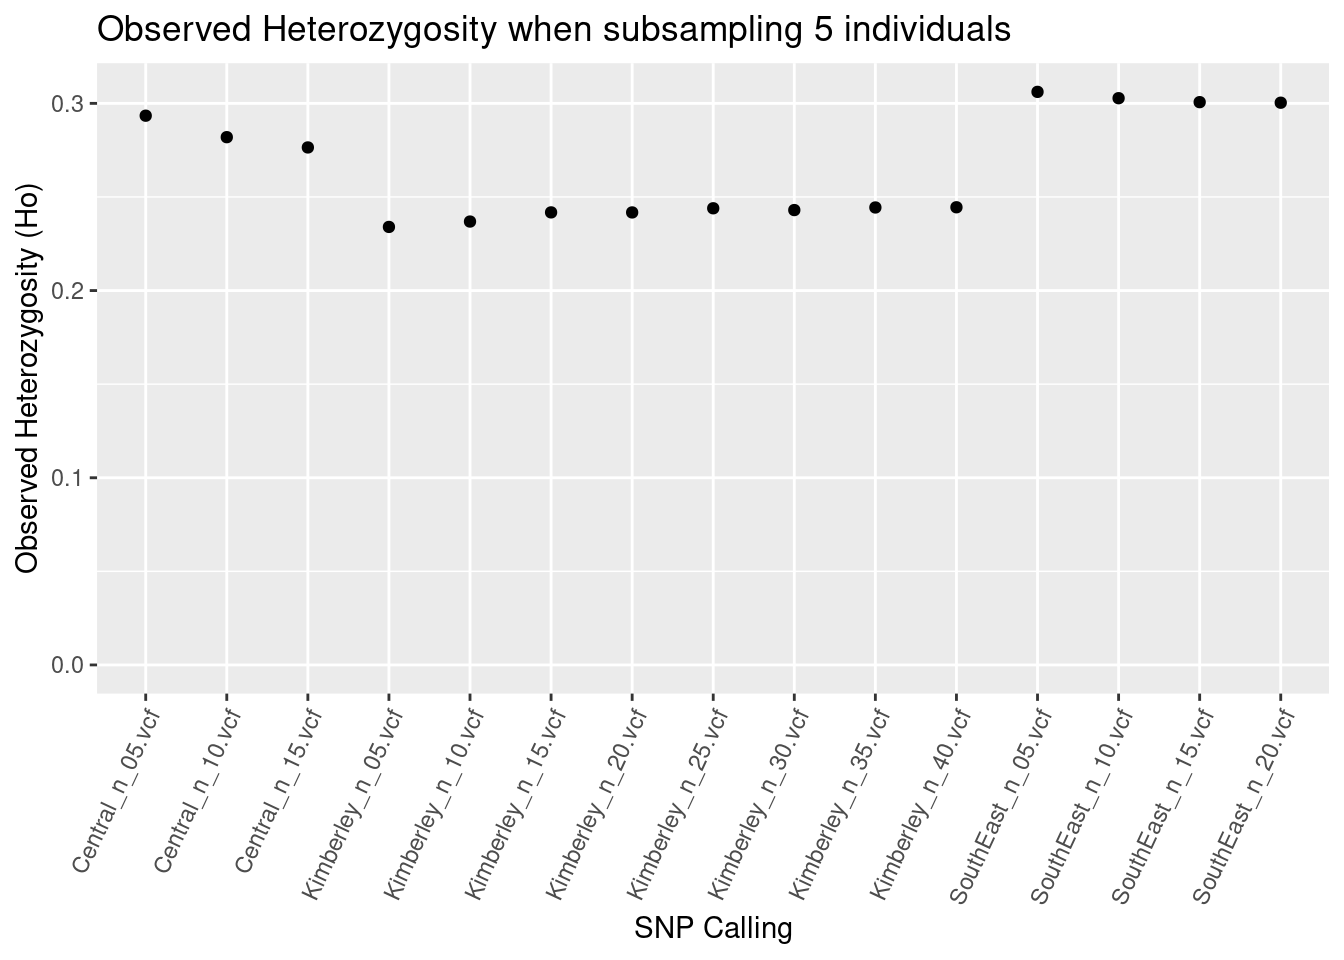 Observed Heterozygosity when subsampling 5 individuals
Observed Heterozygosity (Ho)
0.3
0.2
0.1
0.0
Central_n_05.vcf
Central_n_10.vcf
Central_n_15.vcf
Kimberley_n_05.vcf
Kimberley_n_10.vcf
Kimberley_n_15.vcf
Kimberley_n_20.vcf
Kimberley_n_25.vcf
Kimberley_n_30.vcf
Kimberley_n_35.vcf
Kimberley_n_40.vcf
SouthEast_n_05.vcf
SouthEast_n_10.vcf
SouthEast_n_15.vcf
SouthEast_n_20.vcf
SNP Calling